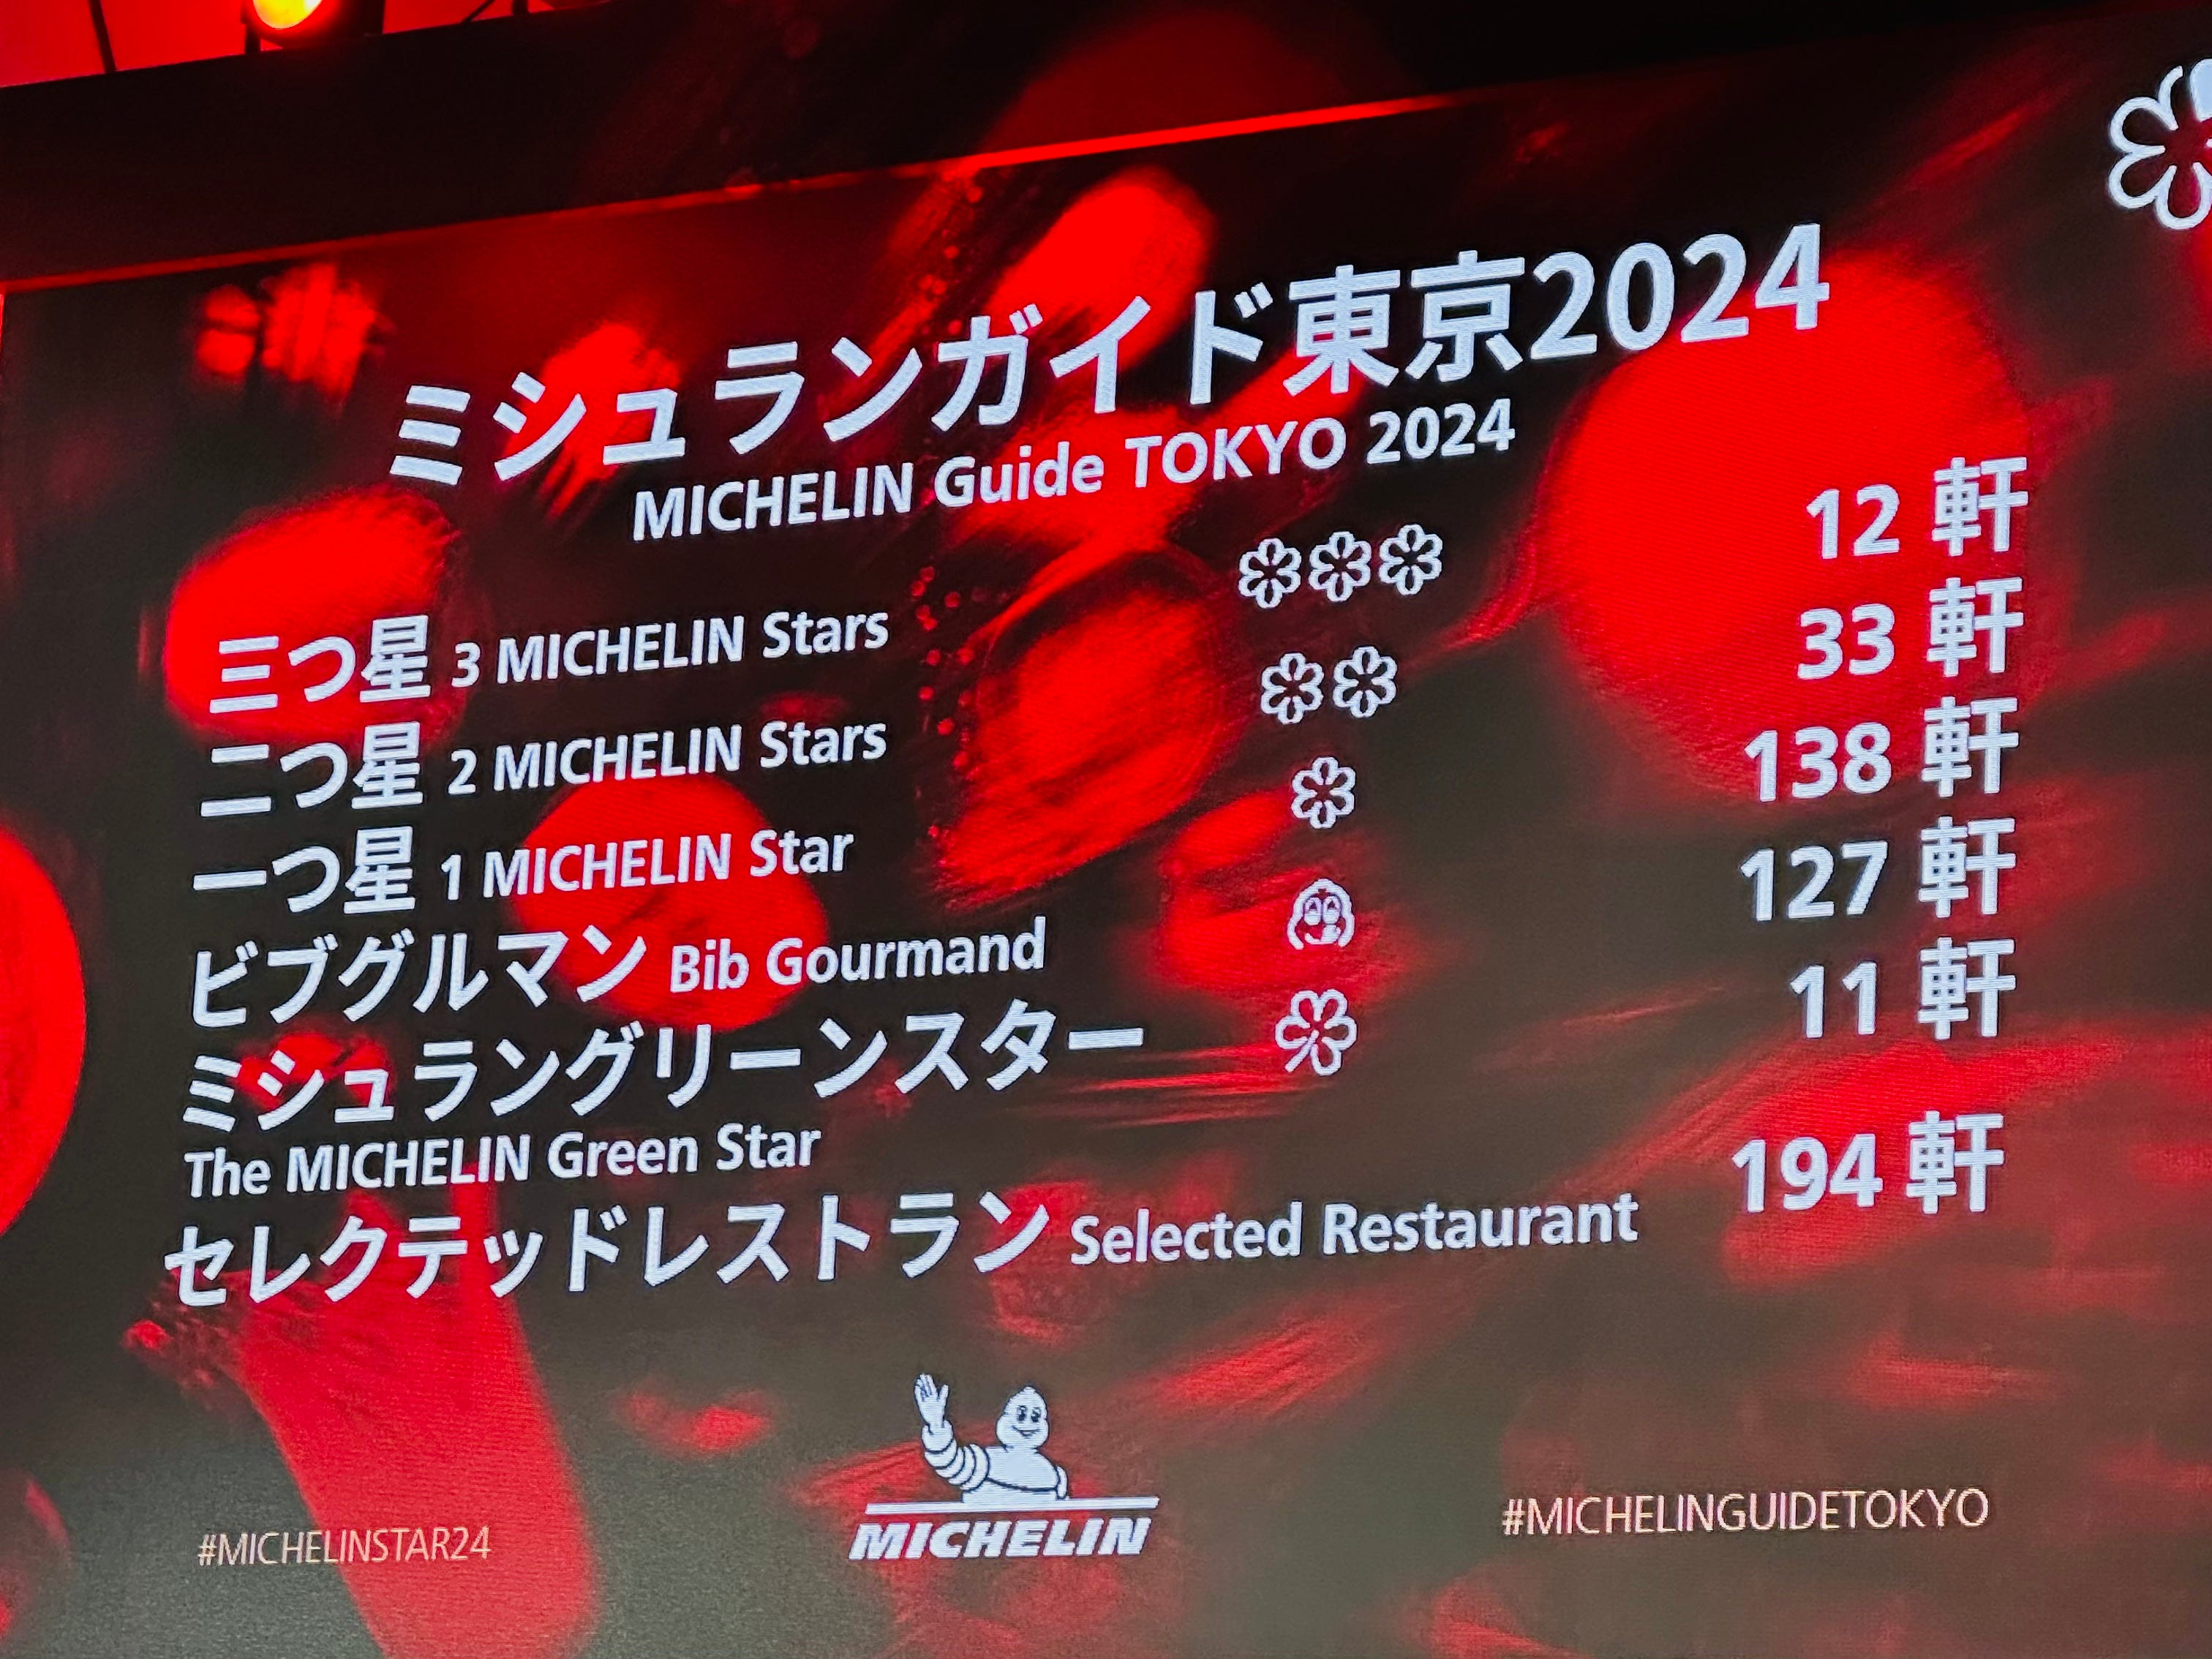 ミシュランガイド東京2024
MICHELIN Guide TOKYO 2024
三つ星 3 MICHELIN Stars 12 軒
二つ星 2 MICHELIN Stars 33 軒
一つ星 1 MICHELIN Star 138 軒
ビブグルマン Bib Gourmand 127 軒
ミシュラングリーンスター 11 軒
The MICHELIN Green Star
セレクテッドレストラン Selected Restaurant 194 軒
#MICHELINSTAR24
MICHELIN
#MICHELINGUIDETOKYO